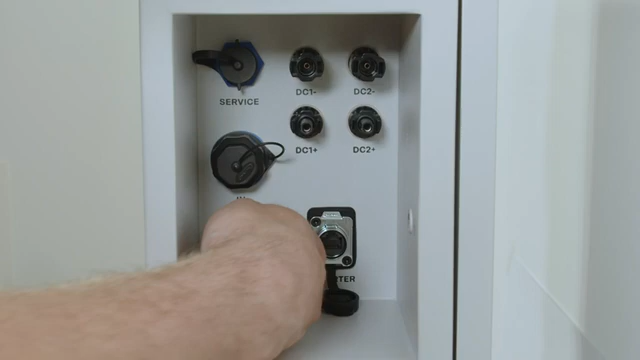 SERVICE
DC1-
DC2-
DC1+
DC2+